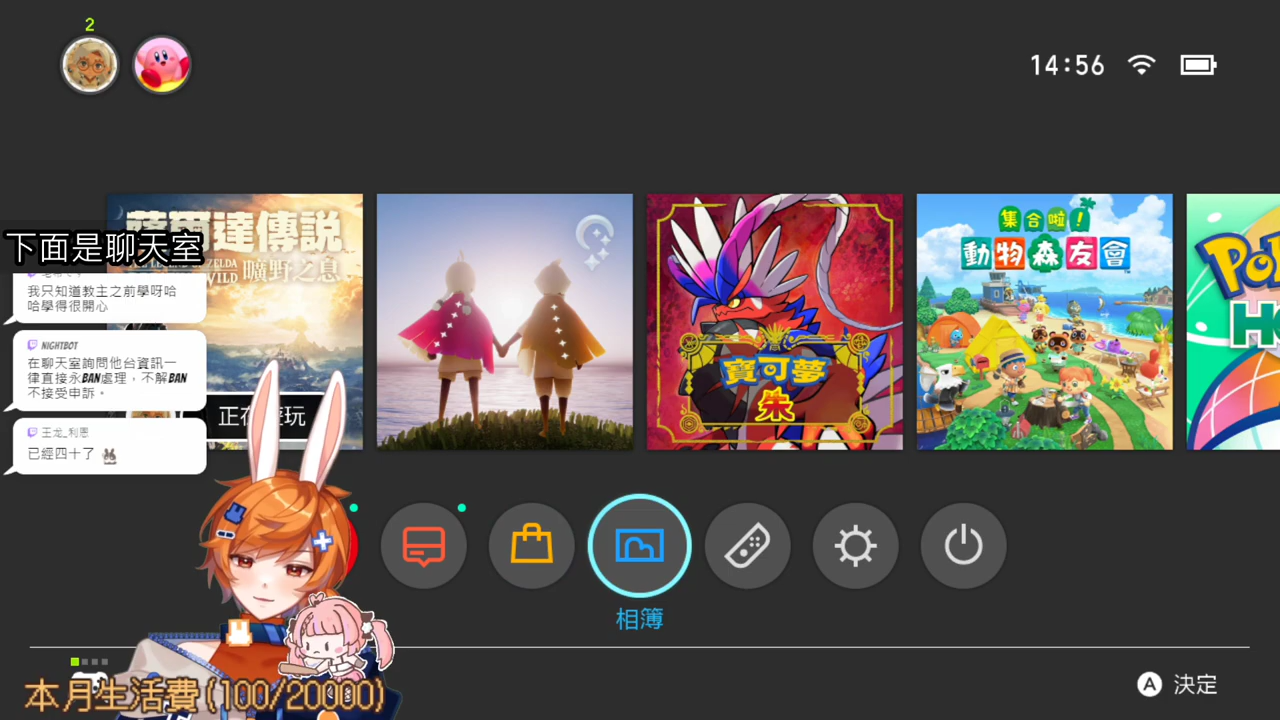 2
14:56
薩爾達傳說
THE LEGEND OF ZELDA
WILD 曠野之息
下面是聊天室
我只知道教主之前學呀哈
哈學得很開心
NIGHTBOT
在聊天室詢問他台資訊一
律直接永BAN處理，不解BAN
不接受申訴。
王龙_利恩
已經四十了
正在遊玩
寶可夢
朱
集合啦！
動物森友會
相簿
本月生活費(100/20000)
A 決定